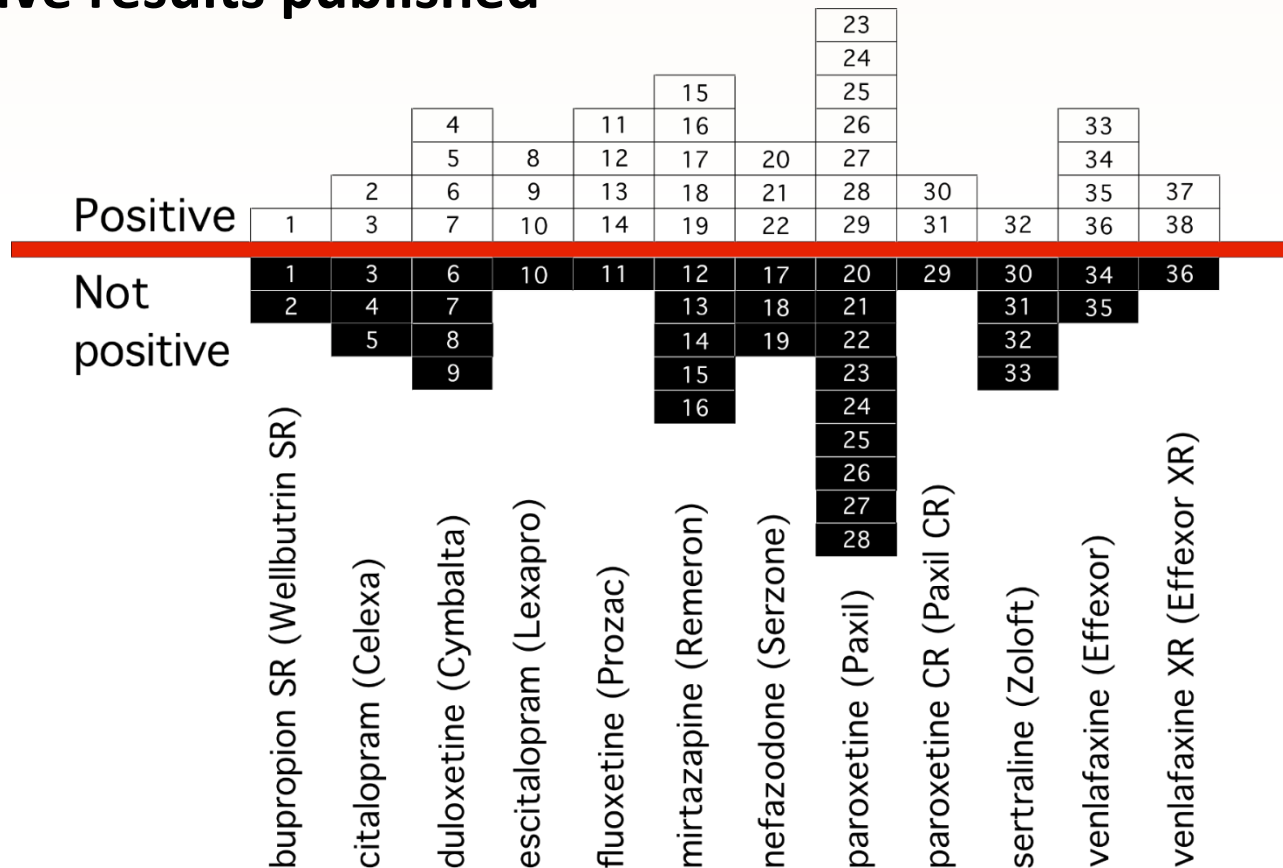 ive results published
23
24
15 25
4 11 16 26 33
5 8 12 17 20 27 34
2 6 9 13 18 21 28 30 35 37
Positive 1 3 7 10 14 19 22 29 31 32 36 38
Not 1 3 6 10 11 12 17 20 29 30 34 36
2 4 7 13 18 21 31 35
positive 5 8 14 19 22 32
9 15 23 33
16 24
25
26
27
28
bupropion SR (Wellbutrin SR)
citalopram (Celexa)
duloxetine (Cymbalta)
escitalopram (Lexapro)
fluoxetine (Prozac)
mirtazapine (Remeron)
nefazodone (Serzone)
paroxetine (Paxil)
paroxetine CR (Paxil CR)
sertraline (Zoloft)
venlafaxine (Effexor)
venlafaxine XR (Effexor XR)